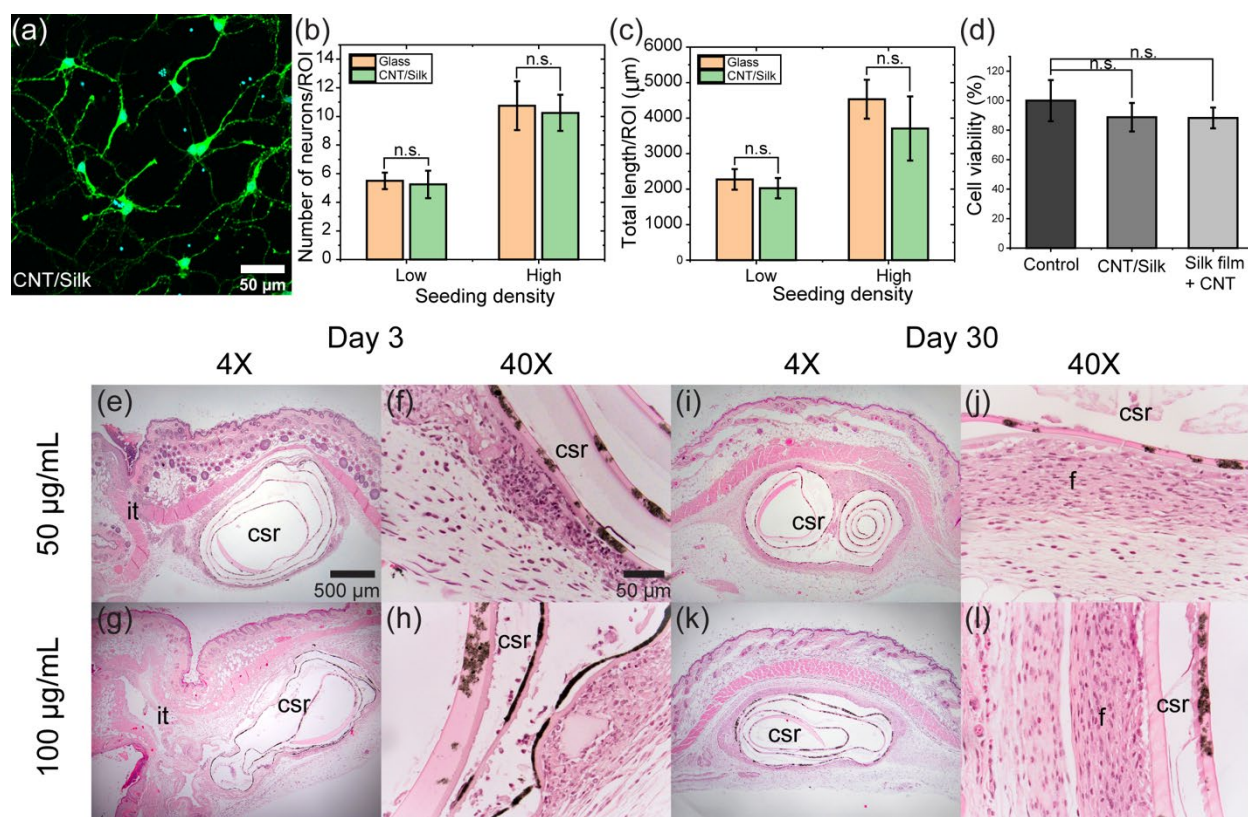 (a)
CNT/Silk
50 µm
(b)
Number of neurons/ROI
14
12
10
8
6
4
2
0
Glass
CNT/Silk
n.s.
n.s.
Low
High
Seeding density
(c)
Total length/ROI (µm)
6000
5000
4000
3000
2000
1000
0
Glass
CNT/Silk
n.s.
n.s.
Low
High
Seeding density
(d)
Cell viability (%)
120
100
80
60
40
20
0
n.s.
n.s.
Control
CNT/Silk
Silk film
+ CNT
Day 3
Day 30
4X
40X
4X
40X
50 µg/mL
(e)
it
csr
500 µm
(f)
csr
50 µm
(i)
csr
(j)
csr
f
100 µg/mL
(g)
it
csr
(h)
csr
(k)
csr
(l)
f
csr